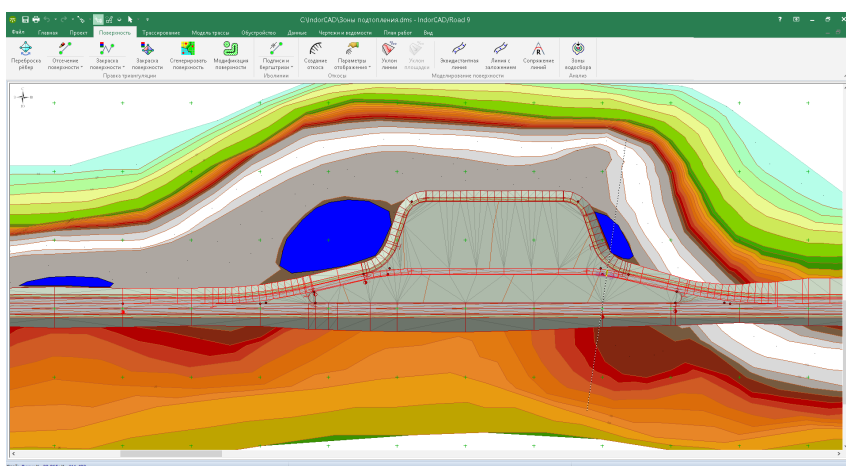 C:\IndorCAD\Зоны подтопления.dms - IndorCAD/Road 9
Файл Главная Проект Поверхность Трассирование Модель трассы Обустройство Данные Чертежи и ведомости План работ Вид
Переброска рёбер
Отсечение поверхности
Закраска поверхности
Закраска поверхности
Сгенерировать поверхность
Модификация поверхности
Подписи и бергштрихи
Создание откоса
Параметры отображения
Уклон линии
Уклон площадки
Эквидистантная линия
Линия с заложением
Сопряжение линий
Зоны водосбора
Правка триангуляции Изолинии Откосы Моделирование поверхности Анализ